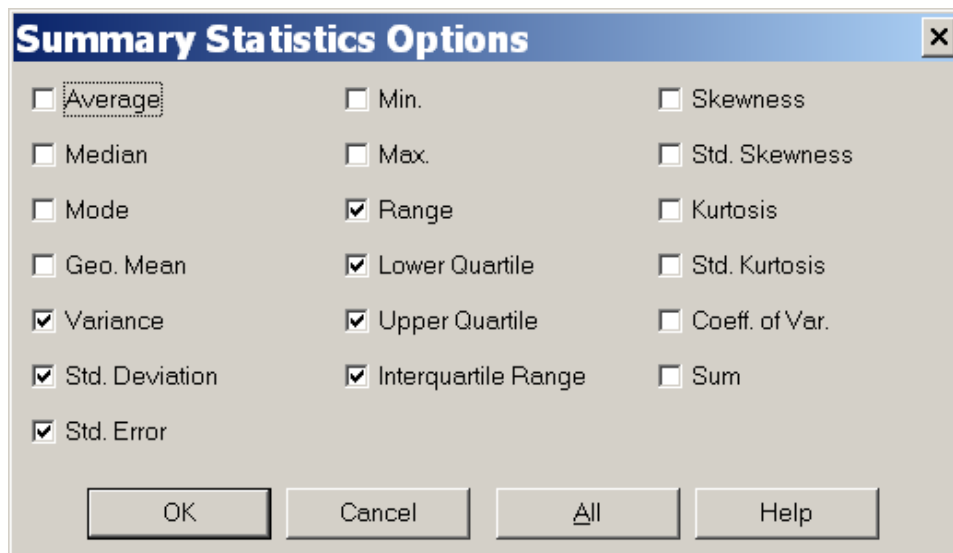 Summary Statistics Options
Average Min. Skewness
Median Max. Std. Skewness
Mode Range Kurtosis
Geo. Mean Lower Quartile Std. Kurtosis
Variance Upper Quartile Coeff. of Var.
Std. Deviation Interquartile Range Sum
Std. Error
OK Cancel All Help